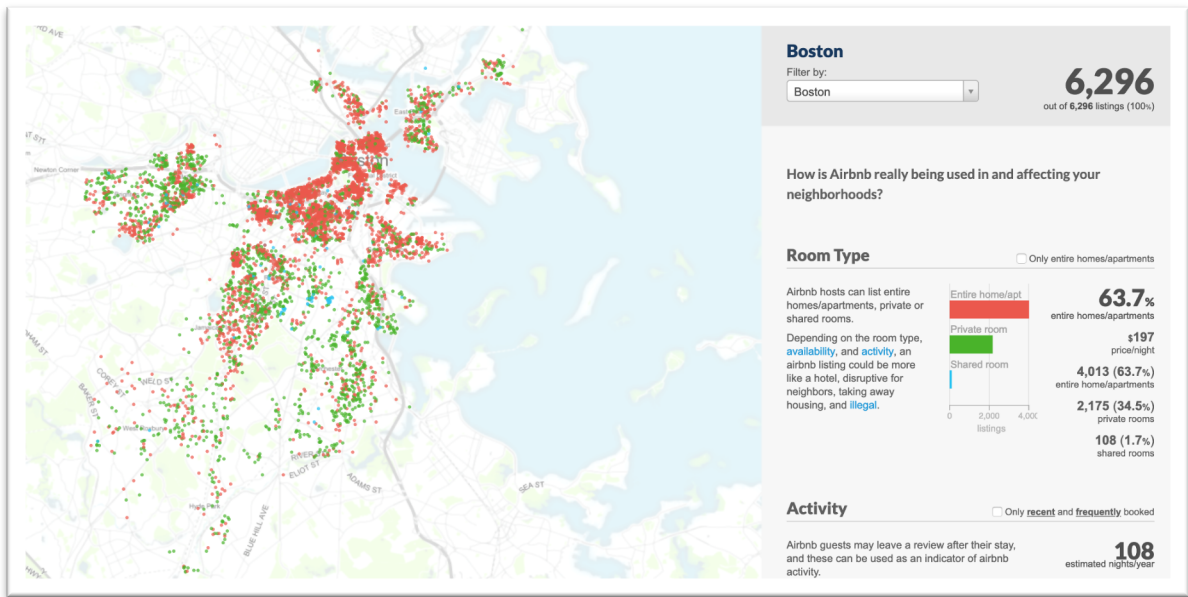 Boston
Filter by:
Boston
6,296
out of 6,296 listings (100%)
How is Airbnb really being used in and affecting your
neighborhoods?
Room Type
Only entire homes/apartments
Airbnb hosts can list entire
homes/apartments, private or
shared rooms.
Depending on the room type,
availability, and activity, an
airbnb listing could be more
like a hotel, disruptive for
neighbors, taking away
housing, and illegal.
Entire home/apt
Private room
Shared room
0 2,000 4,000
listings
63.7%
entire homes/apartments
$197
price/night
4,013 (63.7%)
entire home/apartments
2,175 (34.5%)
private rooms
108 (1.7%)
shared rooms
Activity
Only recent and frequently booked
Airbnb guests may leave a review after their stay,
and these can be used as an indicator of airbnb
activity.
108
estimated nights/year
Newton Corner
WELD ST
BAKER ST
RIVER
ELIOT ST
ADAMS ST
SEA ST
BLUE HILL AVE